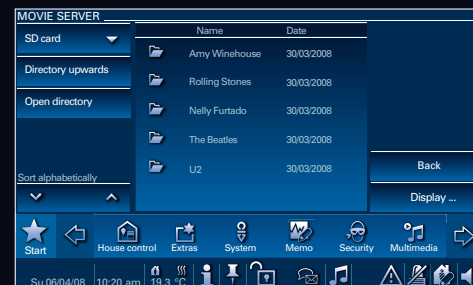 MOVIE SERVER
SD card
Directory upwards
Open directory
Sort alphabetically
Name Date
Amy Winehouse 30/03/2008
Rolling Stones 30/03/2008
Nelly Furtado 30/03/2008
The Beatles 30/03/2008
U2 30/03/2008
Back
Display ...
Start House control Extras System Memo Security Multimedia
Su 06/04/08 10:20 am 19.3 °C